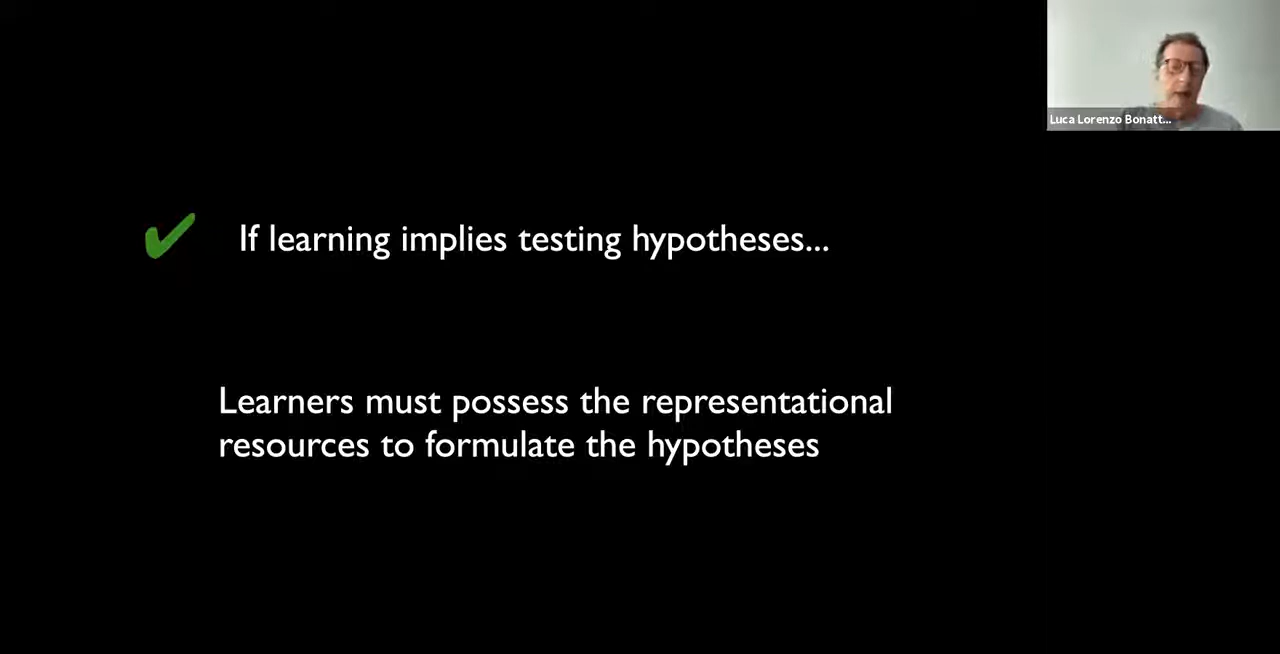 Luca Lorenzo Bonatt...
If learning implies testing hypotheses...
Learners must possess the representational
resources to formulate the hypotheses